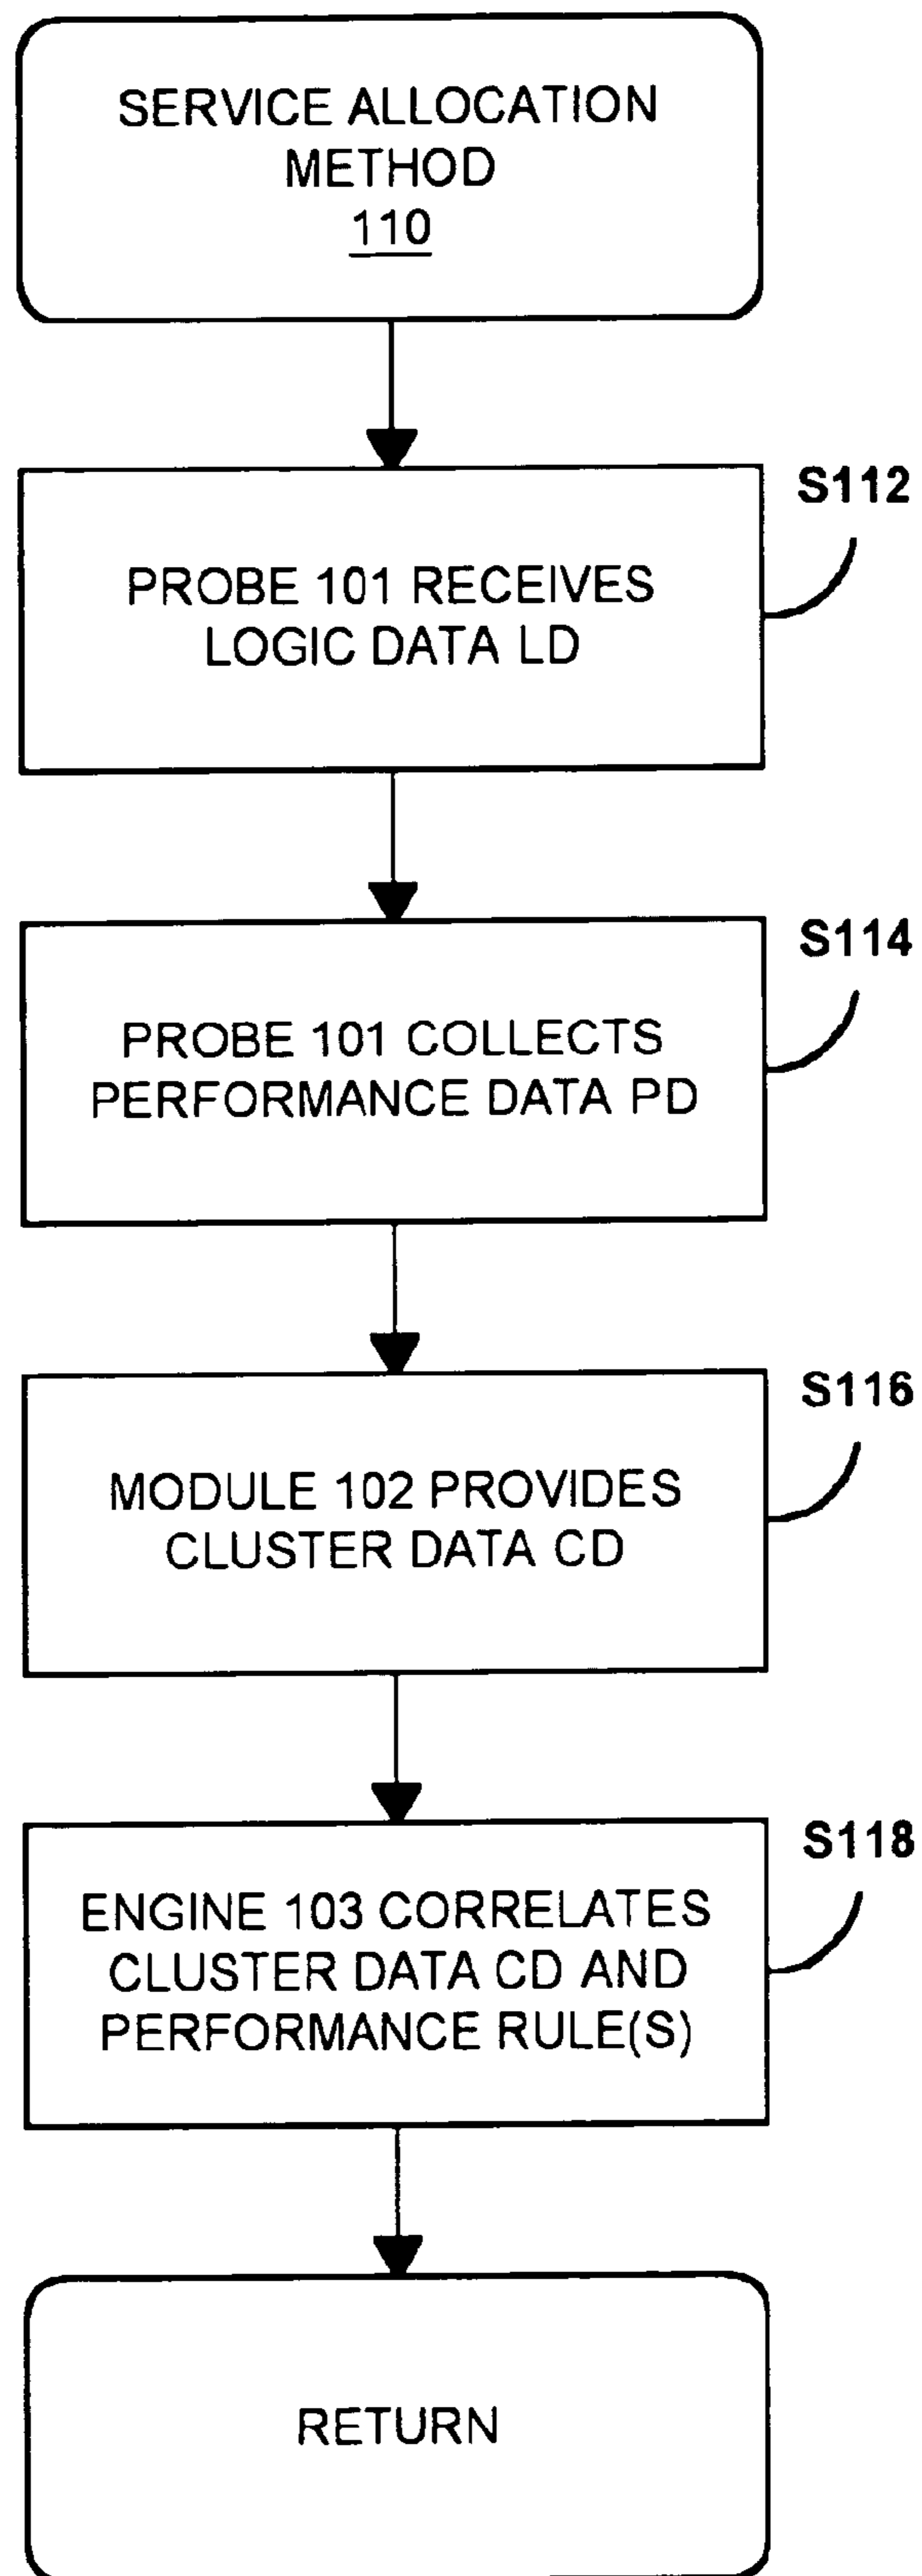 SERVICE ALLOCATION
METHOD
110
S112
PROBE 101 RECEIVES
LOGIC DATA LD
S114
PROBE 101 COLLECTS
PERFORMANCE DATA PD
S116
MODULE 102 PROVIDES
CLUSTER DATA CD
S118
ENGINE 103 CORRELATES
CLUSTER DATA CD AND
PERFORMANCE RULE(S)
RETURN